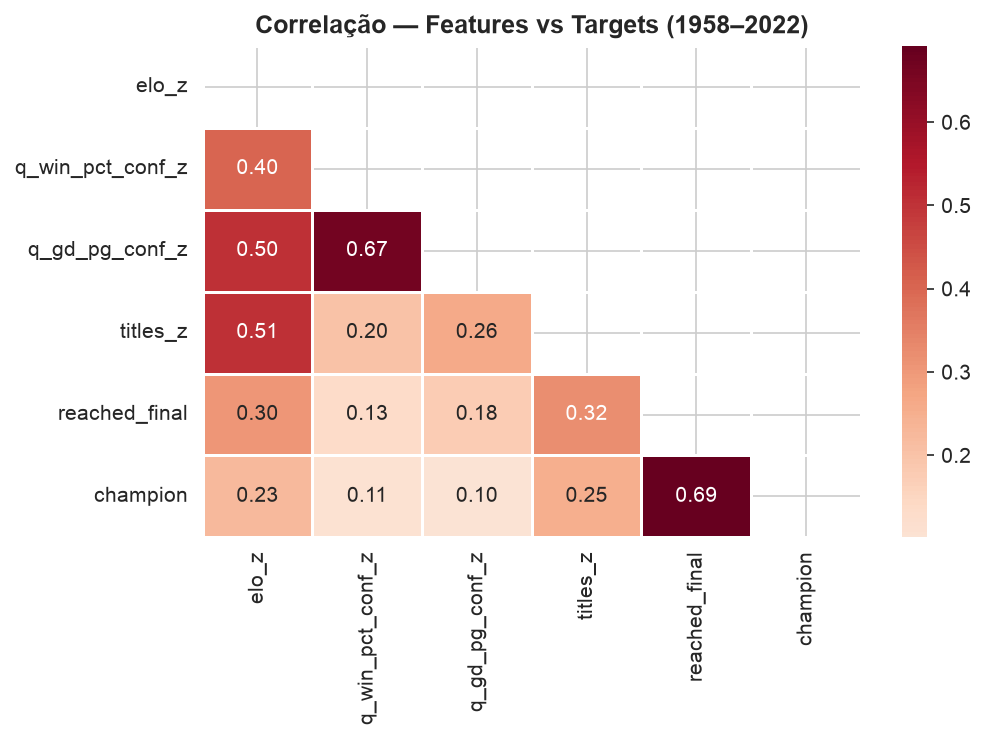 Correlação — Features vs Targets (1958–2022)
elo_z
q_win_pct_conf_z
0.40
q_gd_pg_conf_z
0.50 0.67
titles_z
0.51 0.20 0.26
reached_final
0.30 0.13 0.18 0.32
champion
0.23 0.11 0.10 0.25 0.69
elo_z
q_win_pct_conf_z
q_gd_pg_conf_z
titles_z
reached_final
champion
0.6
0.5
0.4
0.3
0.2